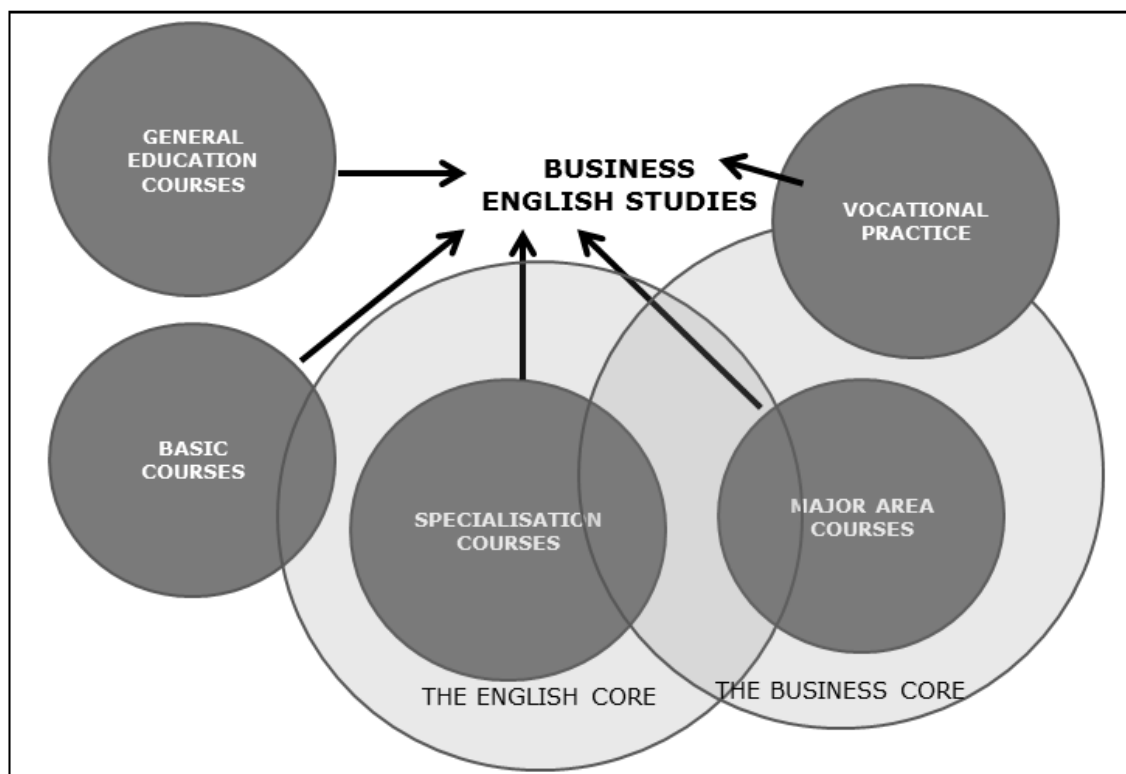 GENERAL
EDUCATION
COURSES
BUSINESS
ENGLISH STUDIES
VOCATIONAL
PRACTICE
BASIC
COURSES
SPECIALISATION
COURSES
MAJOR AREA
COURSES
THE ENGLISH CORE
THE BUSINESS CORE